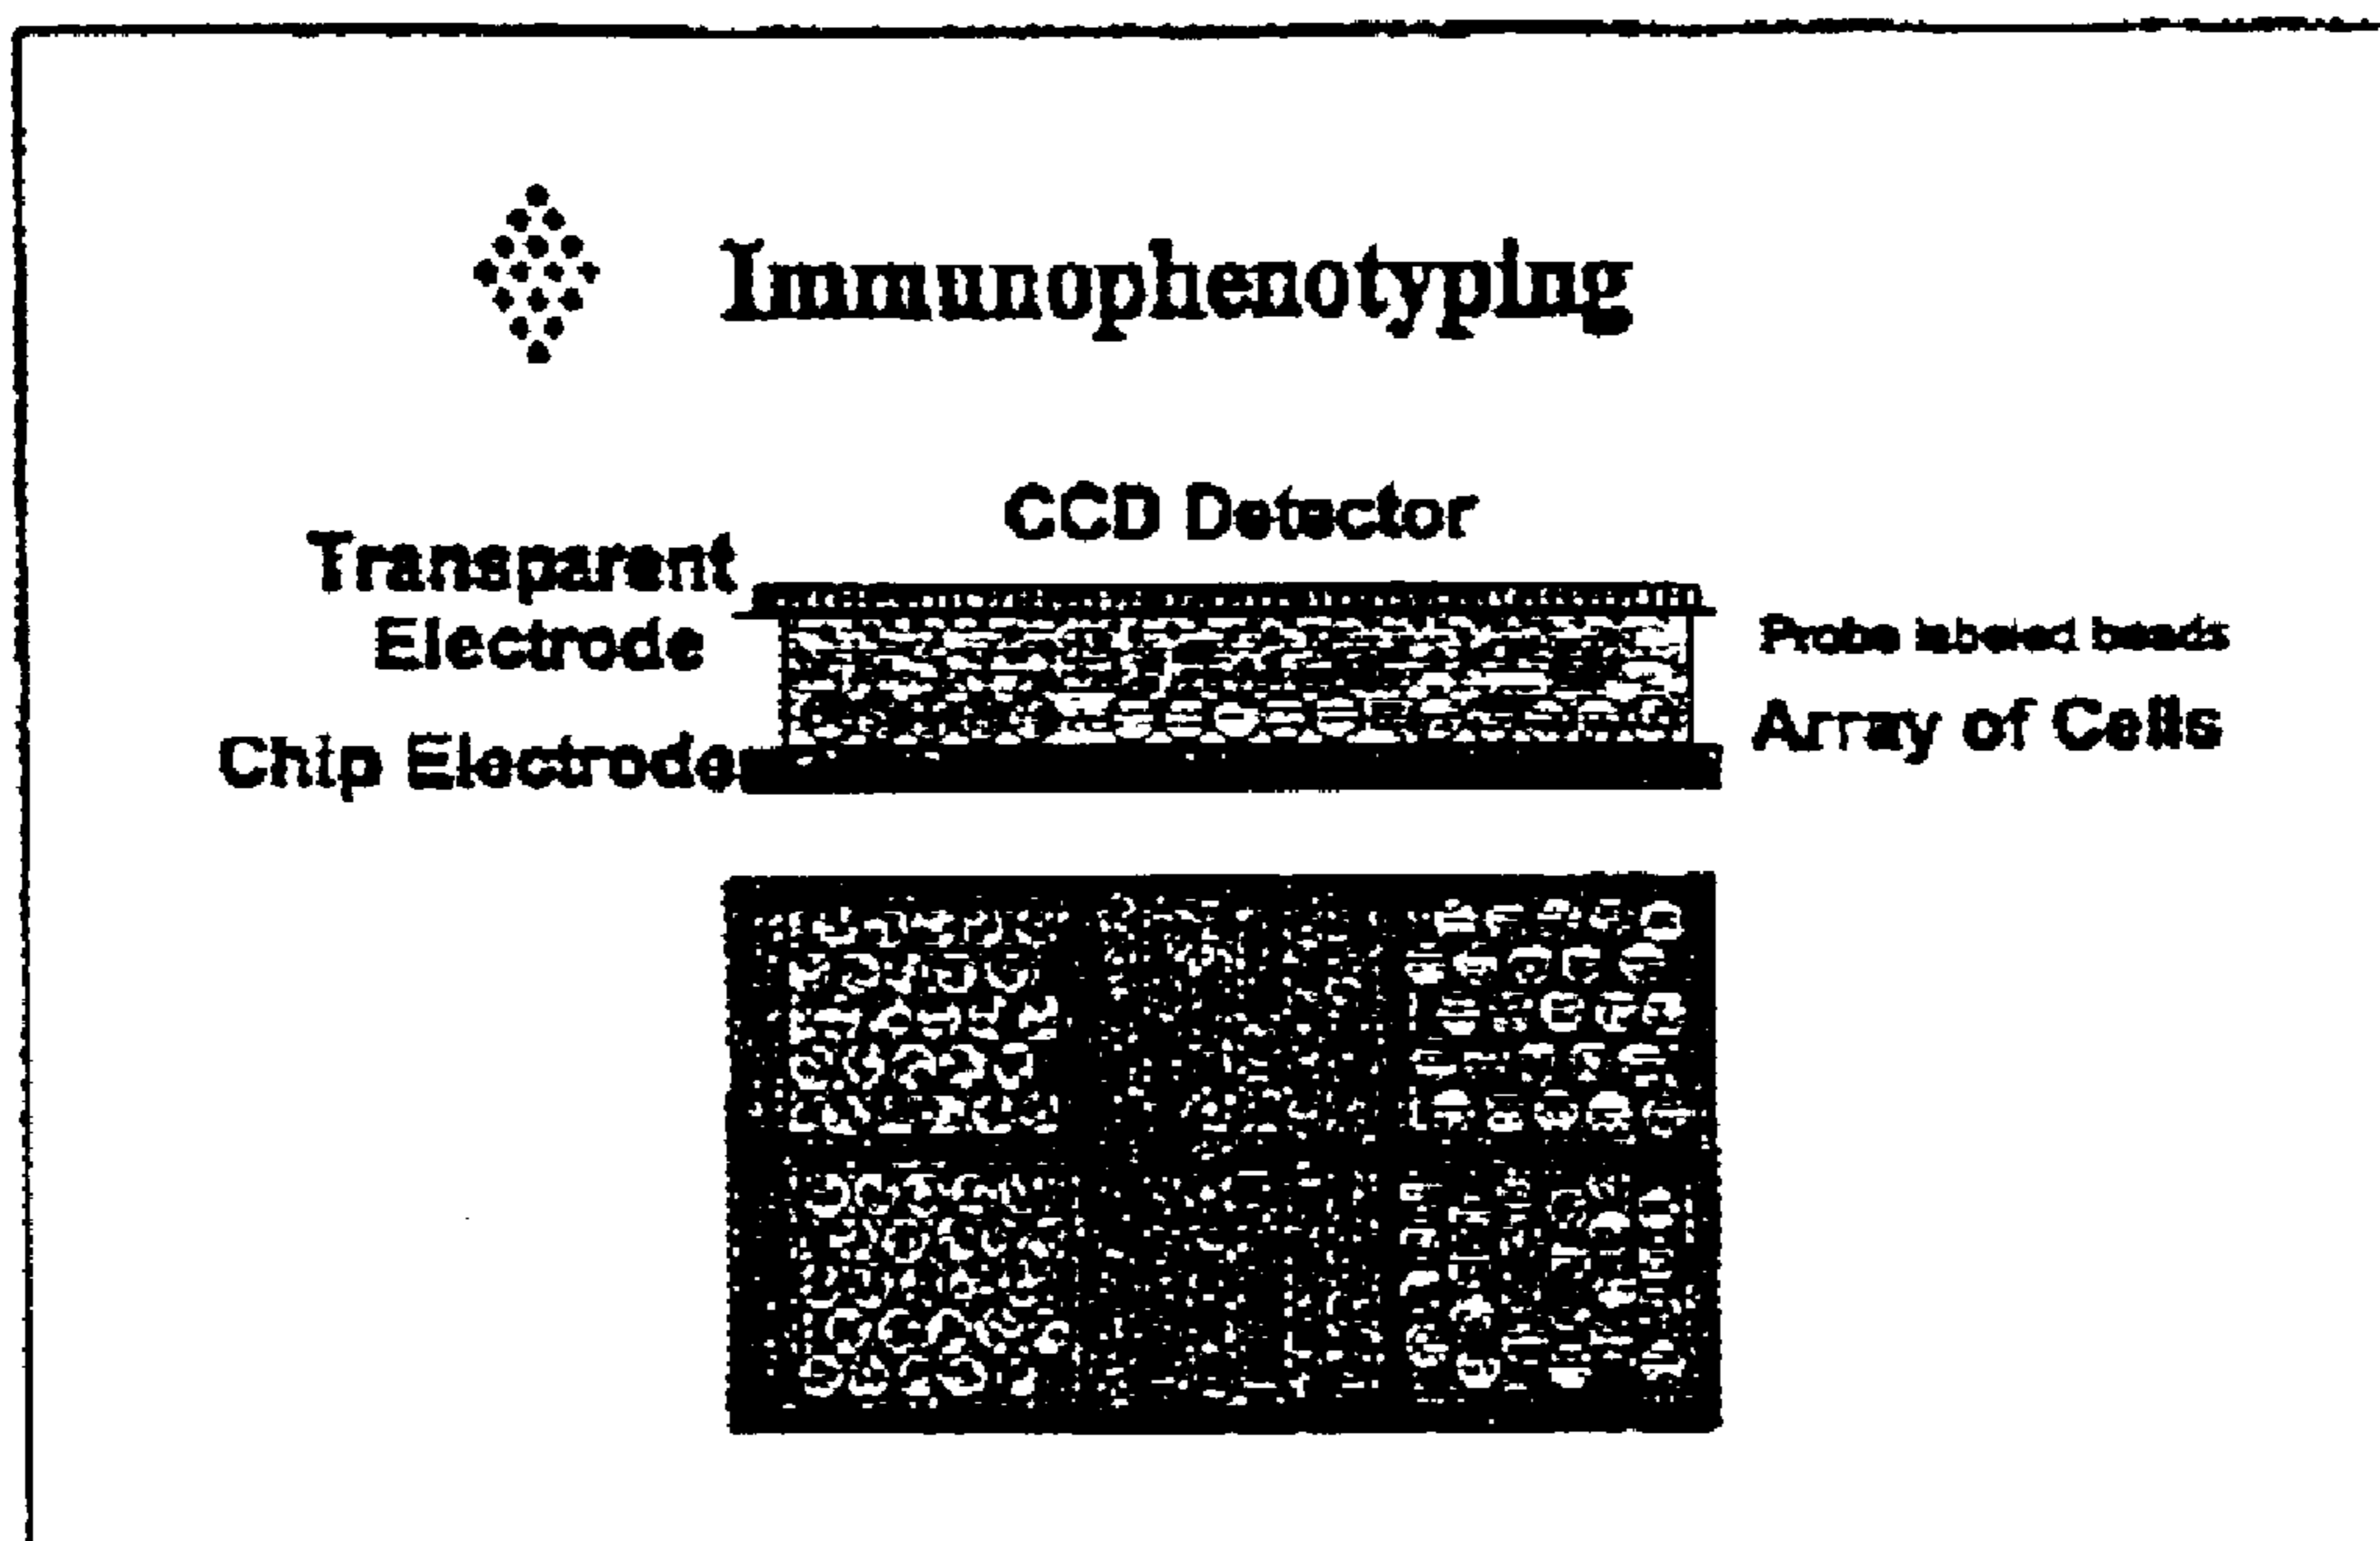 Immunophenotyping
CCD Detector
Transparent
Electrode
Probe labeled beads
Array of Cells
Chip Electrode